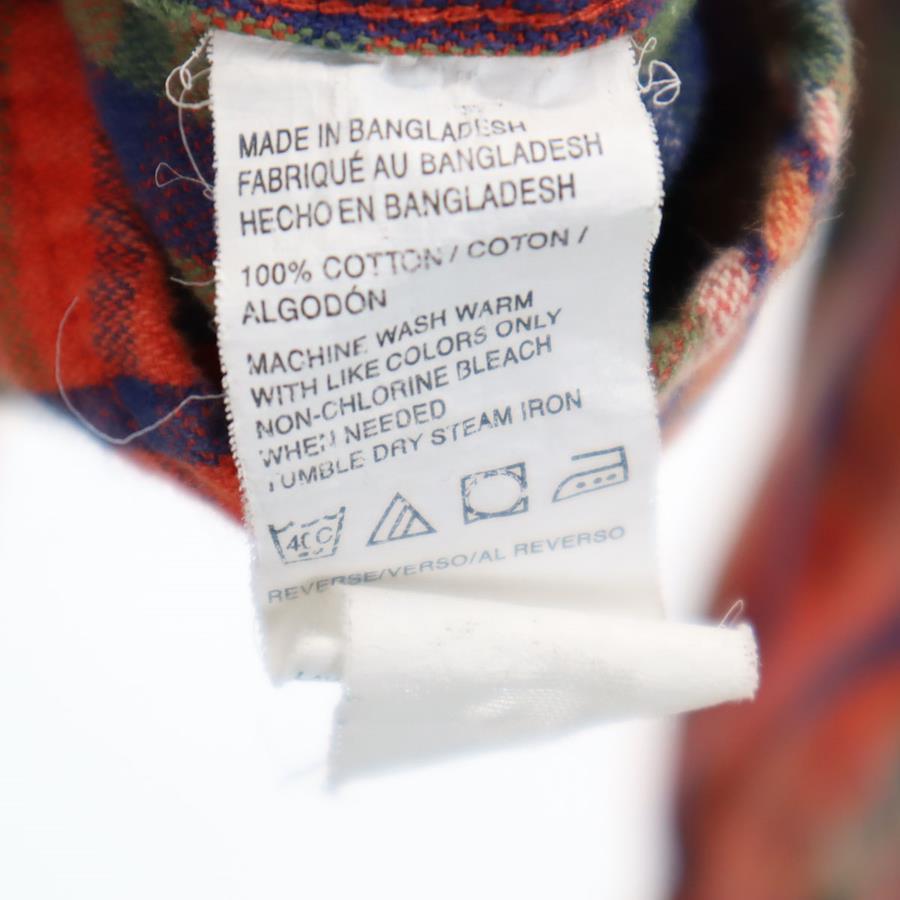 MADE IN BANGLADESH
FABRIQUÉ AU BANGLADESH
HECHO EN BANGLADESH
100% COTTON / COTON /
ALGODÓN
MACHINE WASH WARM
WITH LIKE COLORS ONLY
NON-CHLORINE BLEACH
WHEN NEEDED
TUMBLE DRY STEAM IRON
40C
REVERSE/VERSO/AL REVERSO